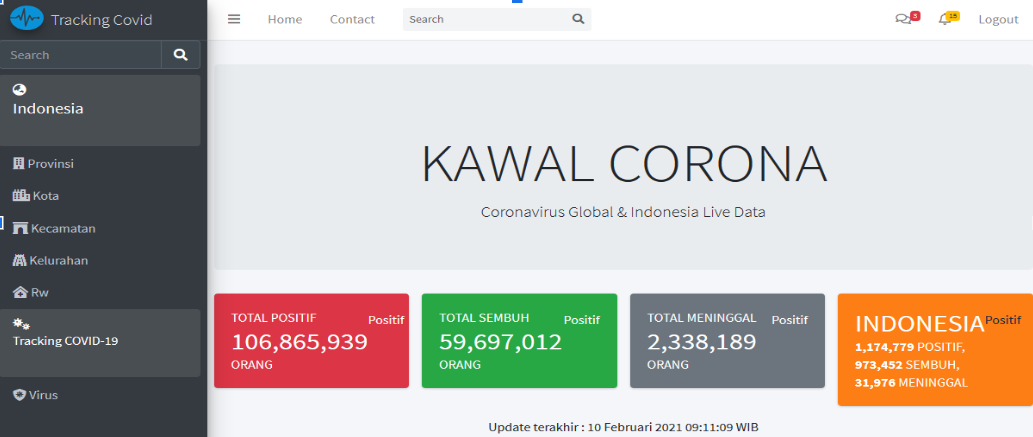 Tracking Covid
Search
Indonesia
Provinsi
Kota
Kecamatan
Kelurahan
Rw
Tracking COVID-19
Virus
Home Contact Search 3 15 Logout
KAWAL CORONA
Coronavirus Global & Indonesia Live Data
TOTAL POSITIF Positif
106,865,939
ORANG
TOTAL SEMBUH Positif
59,697,012
ORANG
TOTAL MENINGGAL Positif
2,338,189
ORANG
INDONESIA Positif
1,174,779 POSITIF,
973,452 SEMBUH,
31,976 MENINGGAL
Update terakhir : 10 Februari 2021 09:11:09 WIB